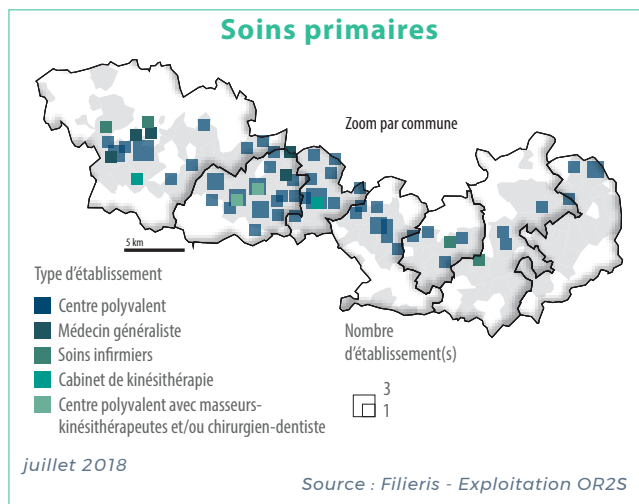 Soins primaires
Zoom par commune
5 km
Type d'établissement
Centre polyvalent
Médecin généraliste
Soins infirmiers
Cabinet de kinésithérapie
Centre polyvalent avec masseurs-
kinésithérapeutes et/ou chirurgien-dentiste
Nombre
d'établissement(s)
3
1
juillet 2018
Source : Filieris - Exploitation OR2S